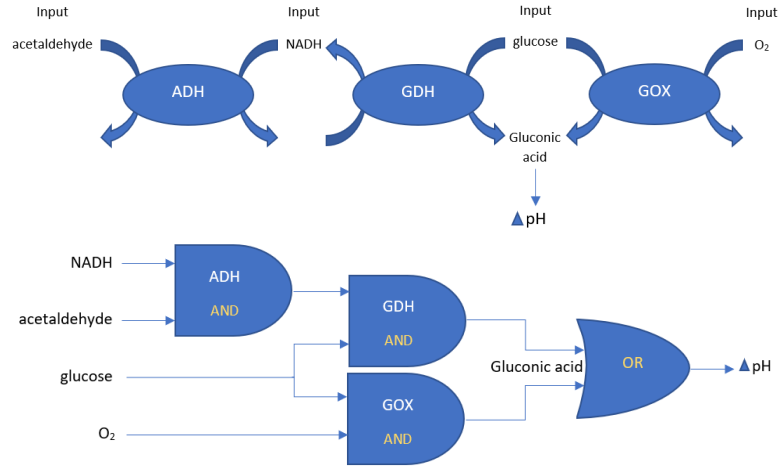 Input Input Input Input
acetaldehyde NADH glucose O₂
ADH GDH GOX
Gluconic
acid
Δ pH
NADH
ADH
AND
acetaldehyde
GDH
AND
glucose
Gluconic acid
OR
Δ pH
GOX
AND
O₂